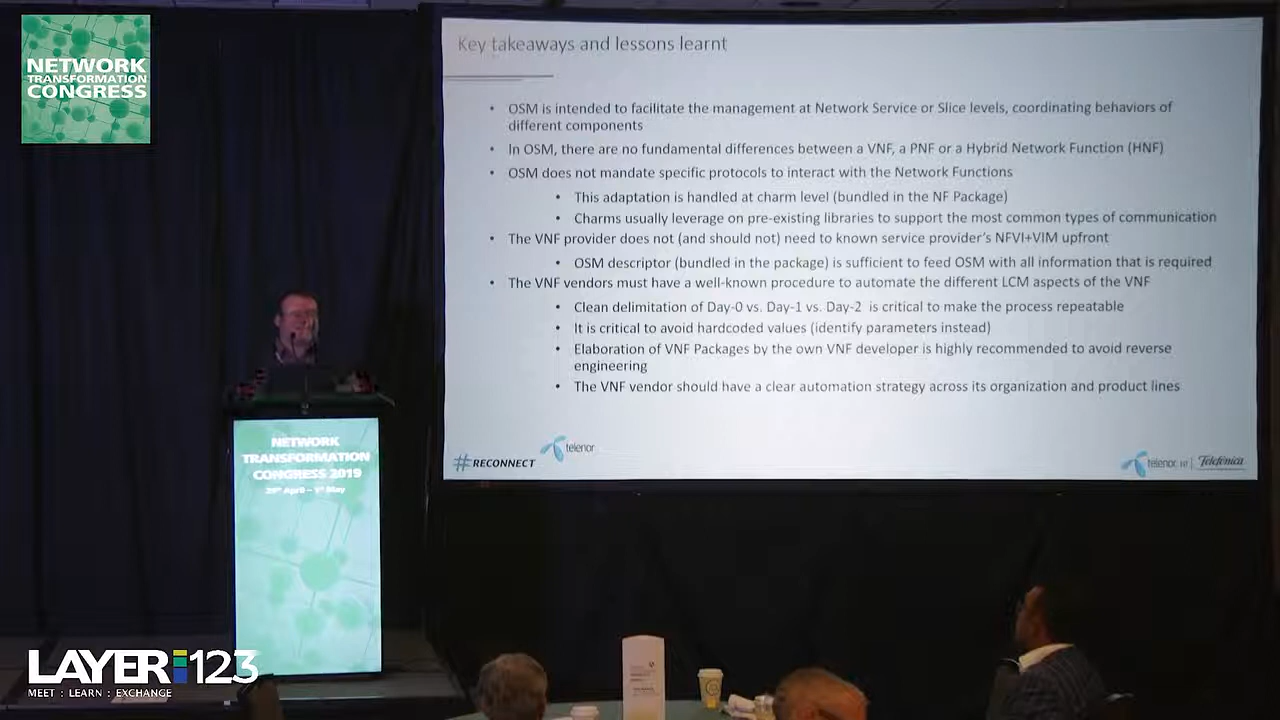 NETWORK
TRANSFORMATION
CONGRESS
Key takeaways and lessons learnt
• OSM is intended to facilitate the management at Network Service or Slice levels, coordinating behaviors of
different components
• In OSM, there are no fundamental differences between a VNF, a PNF or a Hybrid Network Function (HNF)
• OSM does not mandate specific protocols to interact with the Network Functions
• This adaptation is handled at charm level (bundled in the NF Package)
• Charms usually leverage on pre-existing libraries to support the most common types of communication
• The VNF provider does not (and should not) need to known service provider's NFVI+VIM upfront
• OSM descriptor (bundled in the package) is sufficient to feed OSM with all information that is required
• The VNF vendors must have a well-known procedure to automate the different LCM aspects of the VNF
• Clean delimitation of Day-0 vs. Day-1 vs. Day-2 is critical to make the process repeatable
• It is critical to avoid hardcoded values (identify parameters instead)
• Elaboration of VNF Packages by the own VNF developer is highly recommended to avoid reverse
engineering
• The VNF vendor should have a clear automation strategy across its organization and product lines
#RECONNECT
telenor
telenor 10 | Telefónica
NETWORK
TRANSFORMATION
CONGRESS 2019
29th April – 1st May
LAYER 123
MEET : LEARN : EXCHANGE